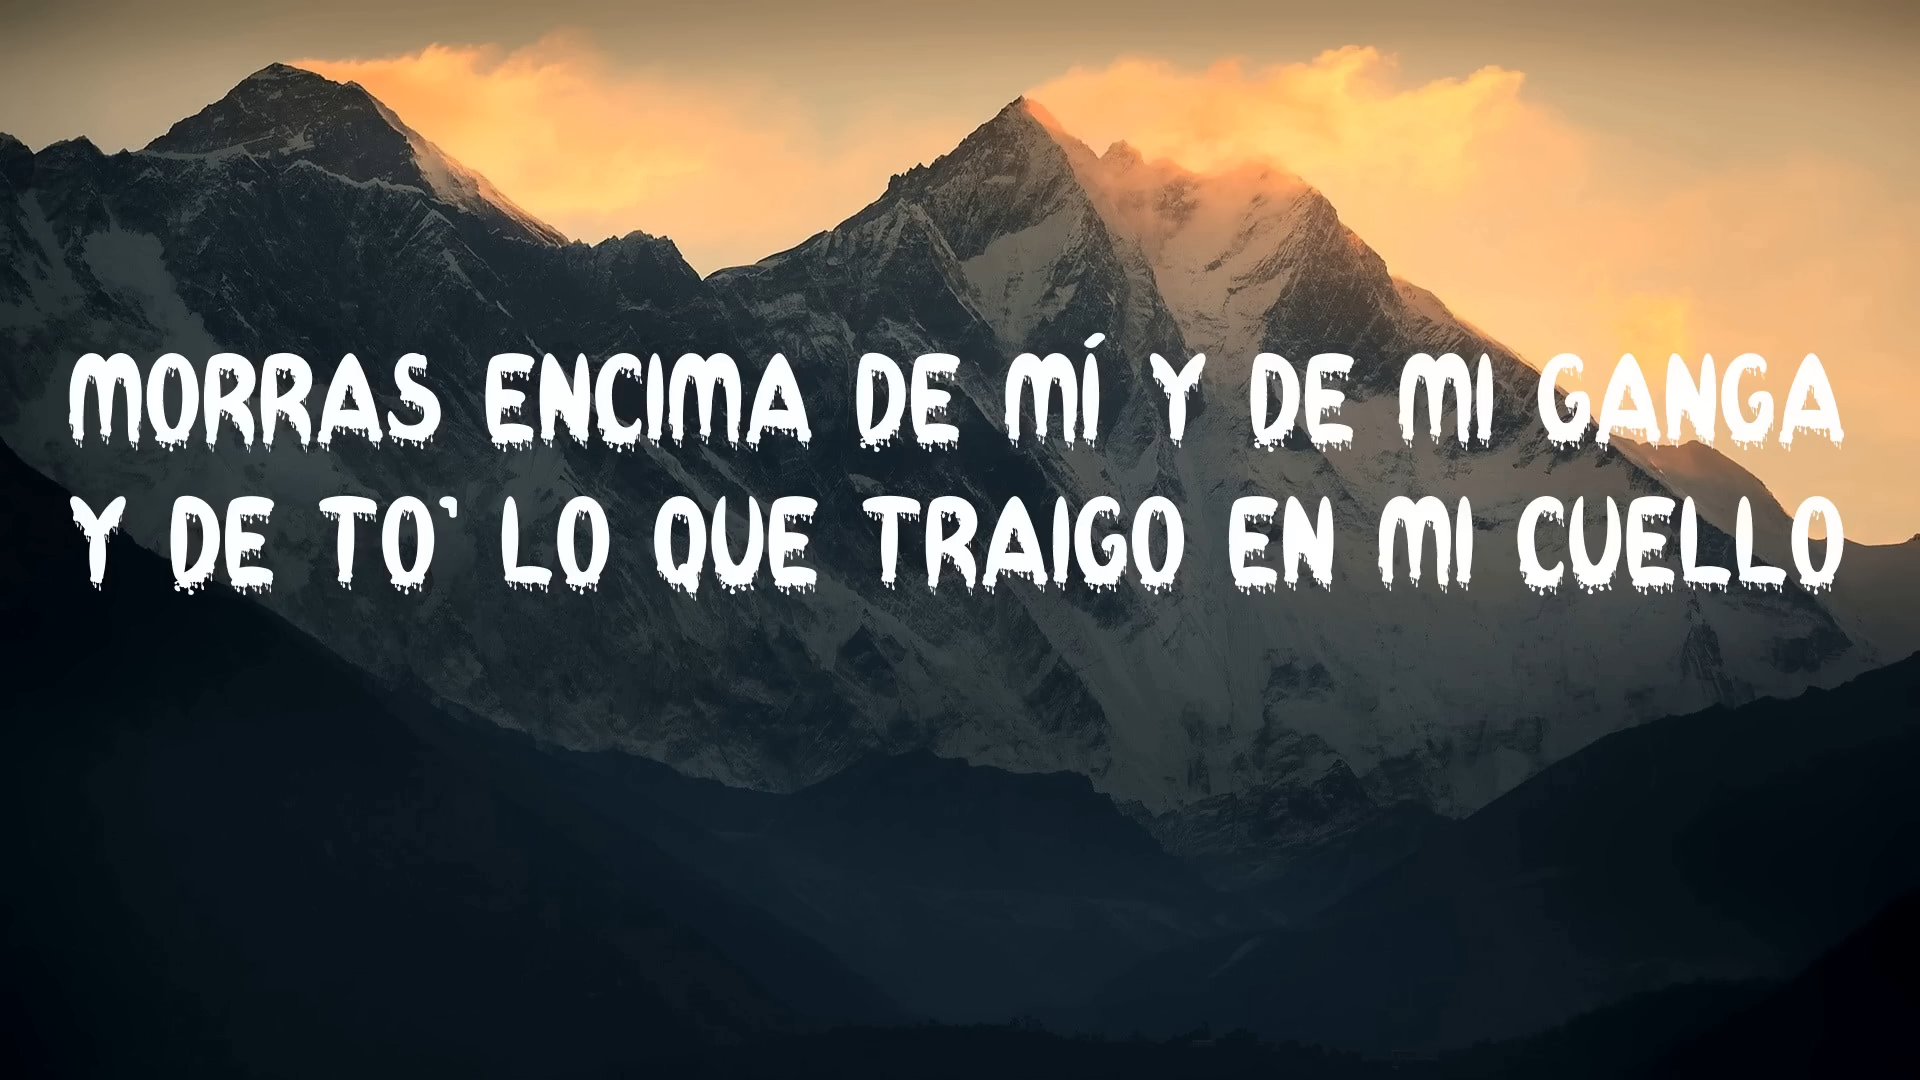 MORRAS ENCIMA DE MÍ Y DE MI GANGA
Y DE TO' LO QUE TRAIGO EN MI CUELLO